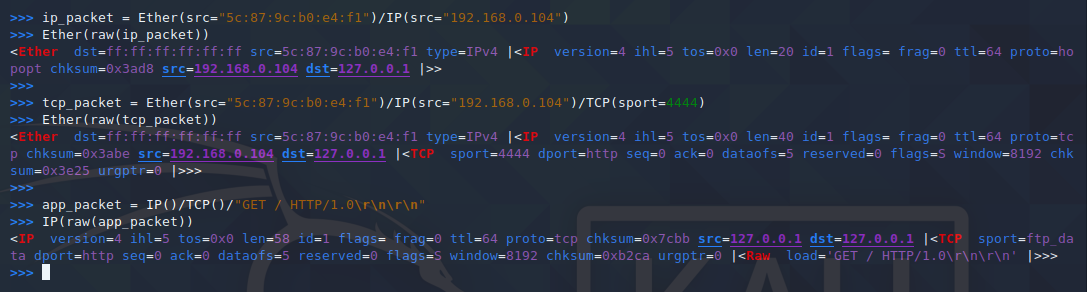 >>> ip_packet = Ether(src="5c:87:9c:b0:e4:f1")/IP(src="192.168.0.104")
>>> Ether(raw(ip_packet))
<Ether  dst=ff:ff:ff:ff:ff:ff src=5c:87:9c:b0:e4:f1 type=IPv4 |<IP  version=4 ihl=5 tos=0x0 len=20 id=1 flags= frag=0 ttl=64 proto=ho
popt chksum=0x3ad8 src=192.168.0.104 dst=127.0.0.1 |>>
>>>
>>> tcp_packet = Ether(src="5c:87:9c:b0:e4:f1")/IP(src="192.168.0.104")/TCP(sport=4444)
>>> Ether(raw(tcp_packet))
<Ether  dst=ff:ff:ff:ff:ff:ff src=5c:87:9c:b0:e4:f1 type=IPv4 |<IP  version=4 ihl=5 tos=0x0 len=40 id=1 flags= frag=0 ttl=64 proto=tc
p chksum=0x3abe src=192.168.0.104 dst=127.0.0.1 |<TCP  sport=4444 dport=http seq=0 ack=0 dataofs=5 reserved=0 flags=S window=8192 chk
sum=0x3e25 urgptr=0 |>>>
>>>
>>> app_packet = IP()/TCP()/"GET / HTTP/1.0\r\n\r\n"
>>> IP(raw(app_packet))
<IP  version=4 ihl=5 tos=0x0 len=58 id=1 flags= frag=0 ttl=64 proto=tcp chksum=0x7cbb src=127.0.0.1 dst=127.0.0.1 |<TCP  sport=ftp_da
ta dport=http seq=0 ack=0 dataofs=5 reserved=0 flags=S window=8192 chksum=0xb2ca urgptr=0 |<Raw  load='GET / HTTP/1.0\r\n\r\n' |>>>
>>>